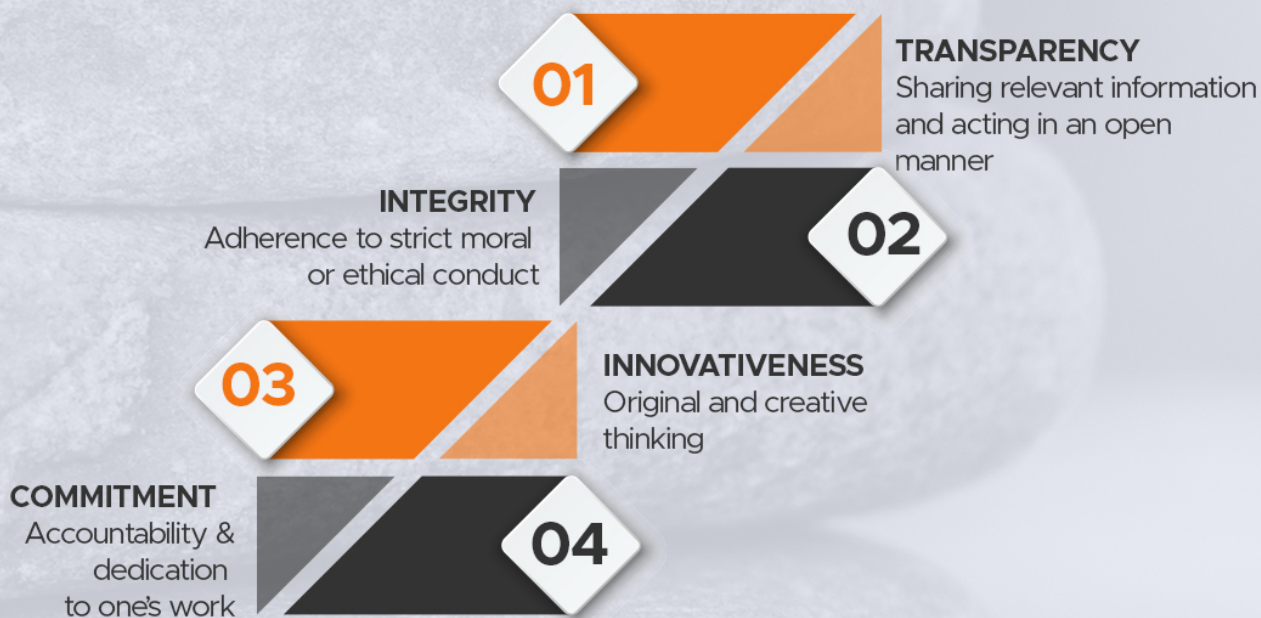 01
TRANSPARENCY
Sharing relevant information
and acting in an open
manner
INTEGRITY
Adherence to strict moral
or ethical conduct
02
03
INNOVATIVENESS
Original and creative
thinking
COMMITMENT
Accountability &
dedication
to one's work
04